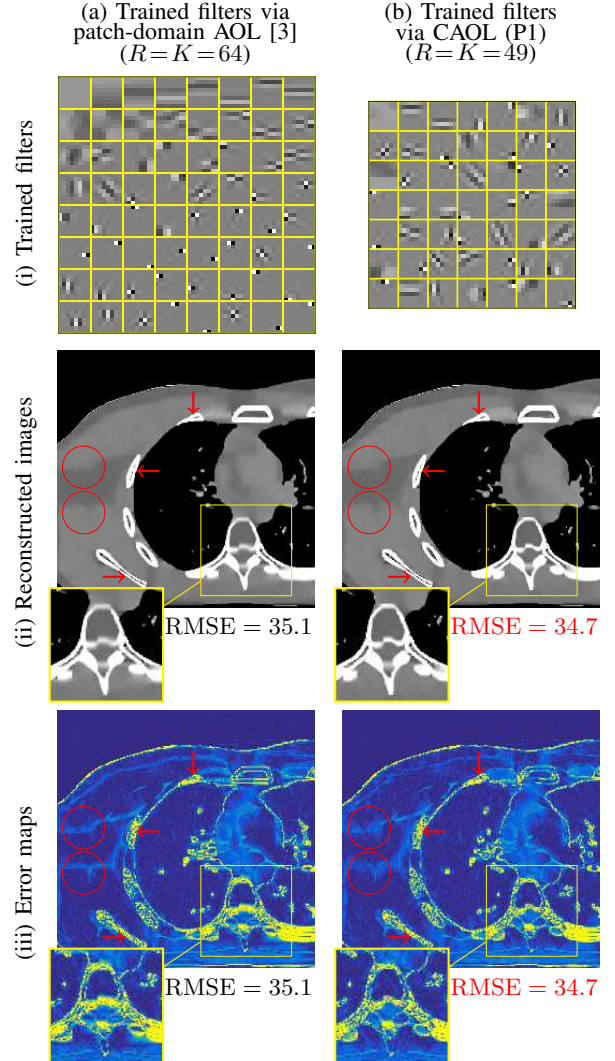 (a) Trained filters via
patch-domain AOL [3]
(R = K = 64)
(b) Trained filters
via CAOL (P1)
(R = K = 49)
(i) Trained filters
(ii) Reconstructed images
RMSE = 35.1
RMSE = 34.7
(iii) Error maps
RMSE = 35.1
RMSE = 34.7